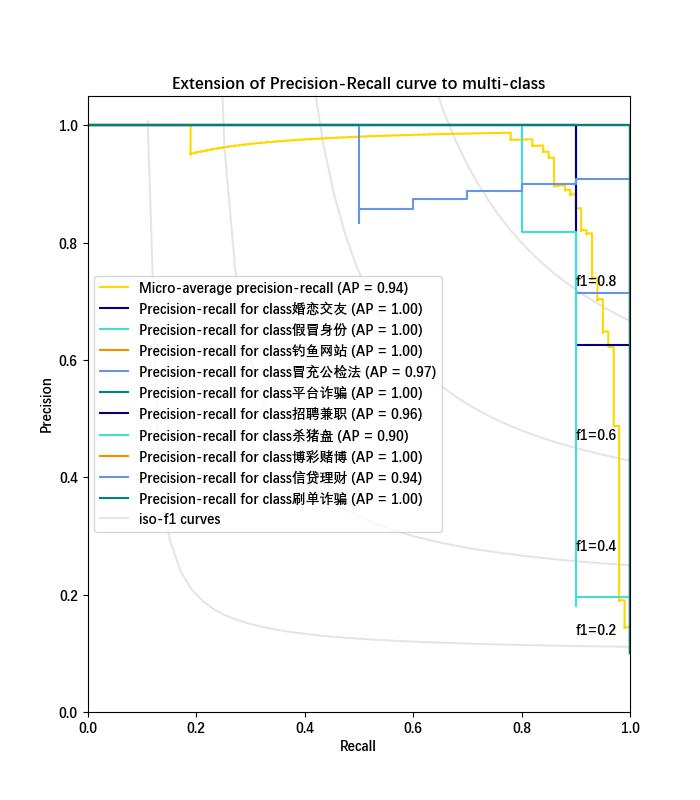 Extension of Precision-Recall curve to multi-class
1.0
0.8
0.6
0.4
0.2
0.0
Precision
f1=0.8
f1=0.6
f1=0.4
f1=0.2
Micro-average precision-recall (AP = 0.94)
Precision-recall for class婚恋交友 (AP = 1.00)
Precision-recall for class假冒身份 (AP = 1.00)
Precision-recall for class钓鱼网站 (AP = 1.00)
Precision-recall for class冒充公检法 (AP = 0.97)
Precision-recall for class平台诈骗 (AP = 1.00)
Precision-recall for class招聘兼职 (AP = 0.96)
Precision-recall for class杀猪盘 (AP = 0.90)
Precision-recall for class博彩赌博 (AP = 1.00)
Precision-recall for class信贷理财 (AP = 0.94)
Precision-recall for class刷单诈骗 (AP = 1.00)
iso-f1 curves
0.0 0.2 0.4 0.6 0.8 1.0
Recall